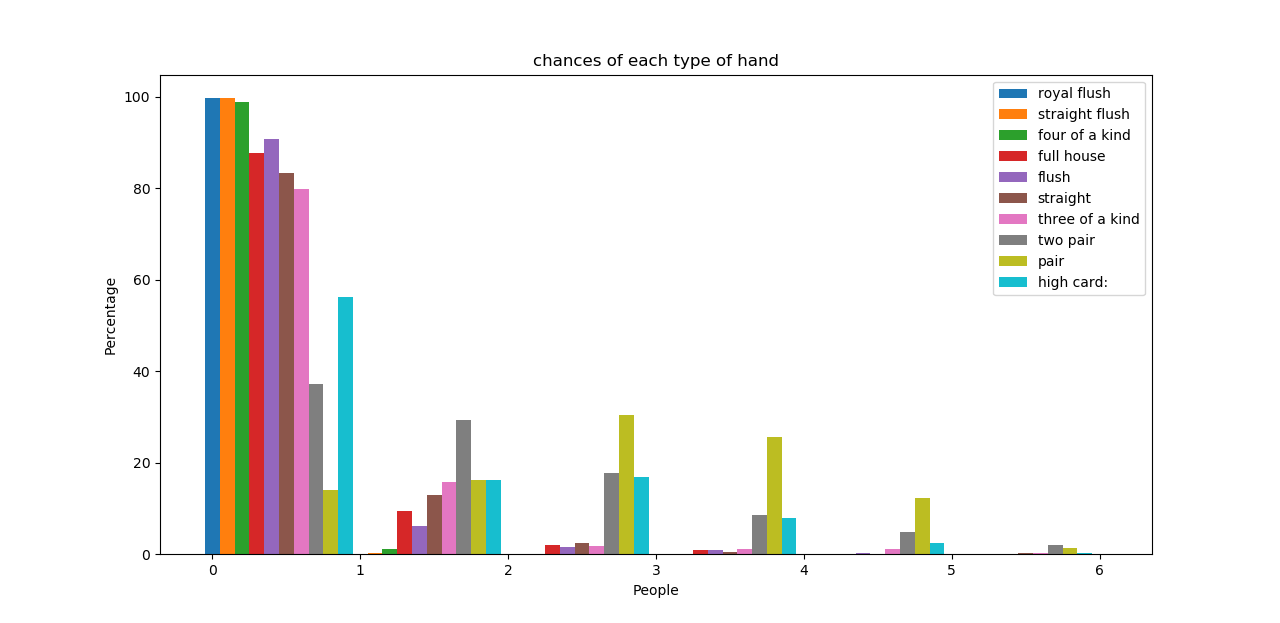 chances of each type of hand
100
80
60
40
20
0
Percentage
royal flush
straight flush
four of a kind
full house
flush
straight
three of a kind
two pair
pair
high card:
0 1 2 3 4 5 6
People